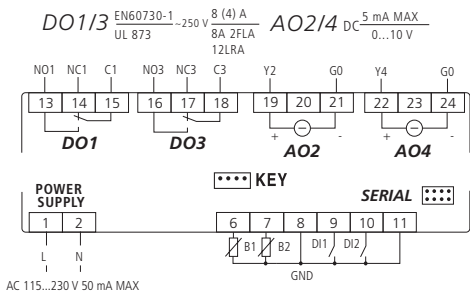 DO1/3 EN60730-1 ~250 V 8 (4) A AO2/4 DC 5 mA MAX
UL 873 8A 2FLA 0...10 V
12LRA
NO1 NC1 C1 NO3 NC3 C3 Y2 G0 Y4 G0
13 14 15 16 17 18 19 20 21 22 23 24
+ - + -
DO1 DO3 AO2 AO4
KEY
POWER SUPPLY
SERIAL
1 2 6 7 8 9 10 11
L N B1 B2 DI1 DI2
GND
AC 115...230 V 50 mA MAX